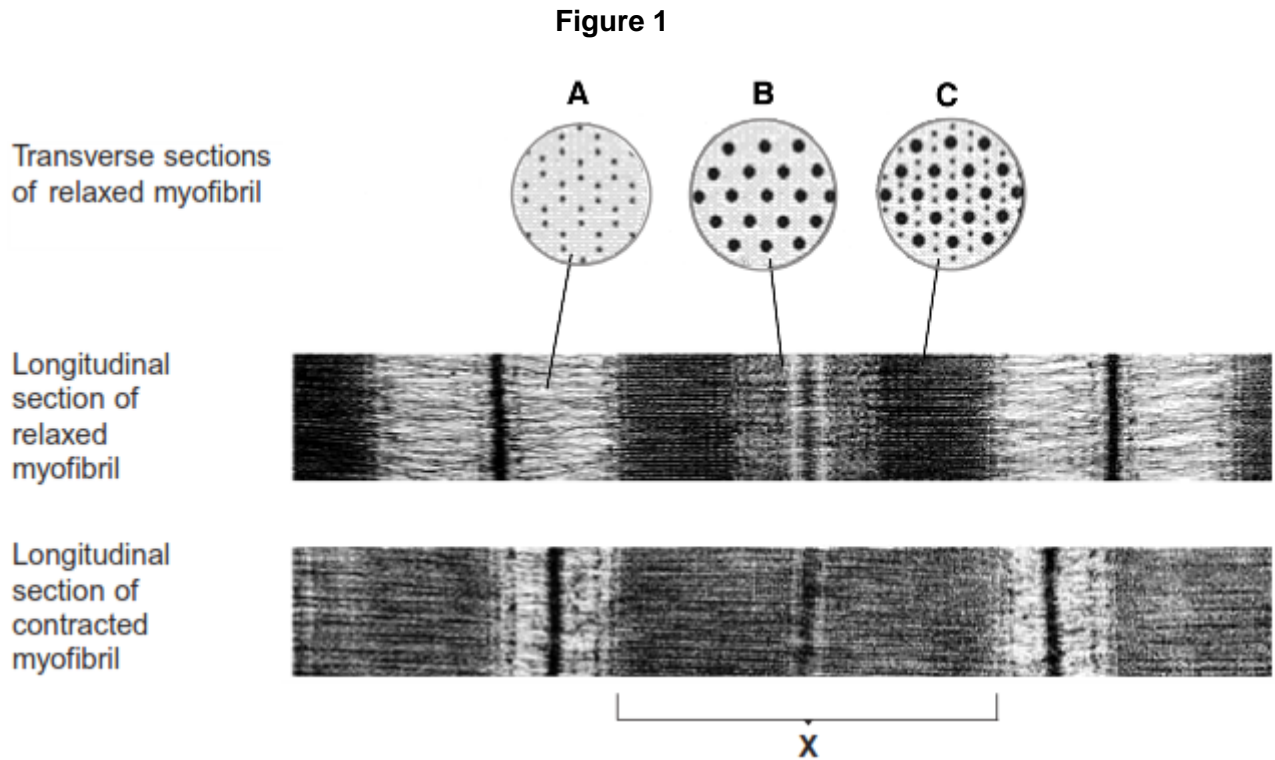 Figure 1
A
B
C
Transverse sections
of relaxed myofibril
Longitudinal
section of
relaxed
myofibril
Longitudinal
section of
contracted
myofibril
X